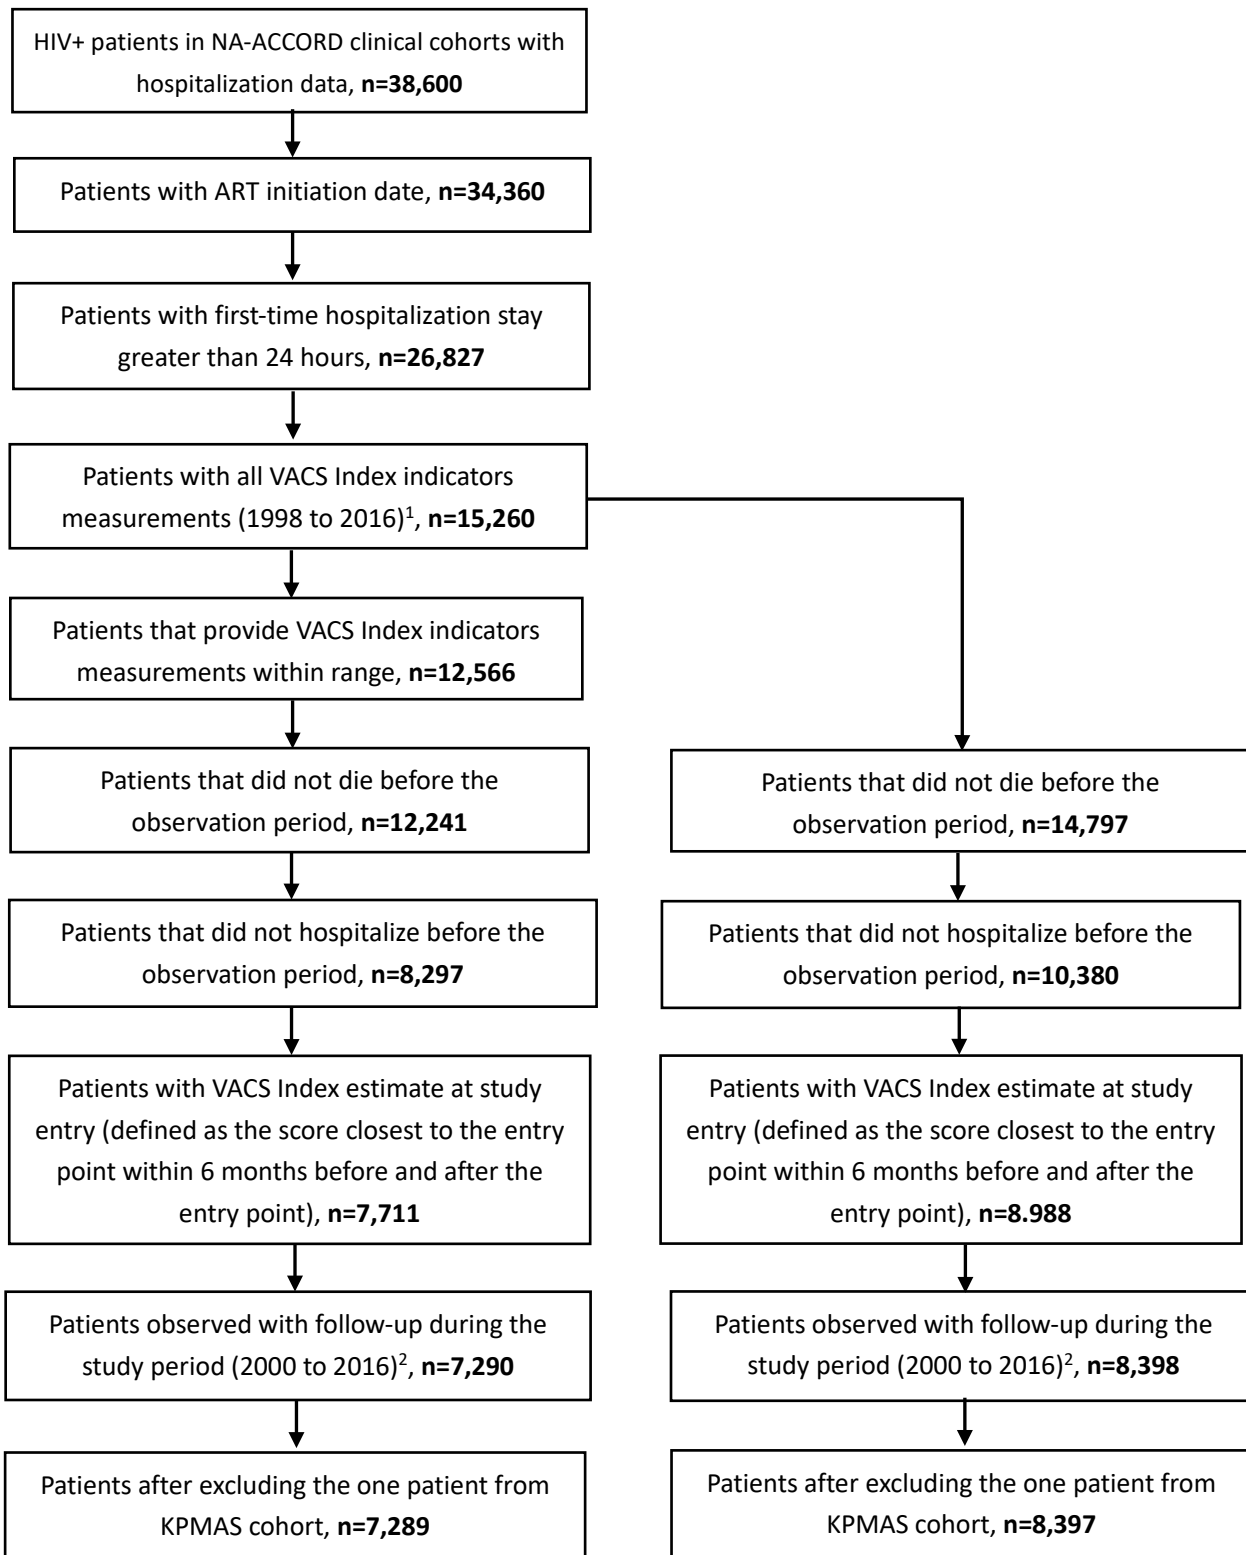 HIV+ patients in NA-ACCORD clinical cohorts with
hospitalization data, n=38,600
Patients with ART initiation date, n=34,360
Patients with first-time hospitalization stay
greater than 24 hours, n=26,827
Patients with all VACS Index indicators
measurements (1998 to 2016)¹, n=15,260
Patients that provide VACS Index indicators
measurements within range, n=12,566
Patients that did not die before the
observation period, n=12,241
Patients that did not hospitalize before the
observation period, n=8,297
Patients with VACS Index estimate at study
entry (defined as the score closest to the entry
point within 6 months before and after the
entry point), n=7,711
Patients observed with follow-up during the
study period (2000 to 2016)², n=7,290
Patients after excluding the one patient from
KPMAS cohort, n=7,289
Patients that did not die before the
observation period, n=14,797
Patients that did not hospitalize before the
observation period, n=10,380
Patients with VACS Index estimate at study
entry (defined as the score closest to the entry
point within 6 months before and after the
entry point), n=8.988
Patients observed with follow-up during the
study period (2000 to 2016)², n=8,398
Patients after excluding the one patient from
KPMAS cohort, n=8,397